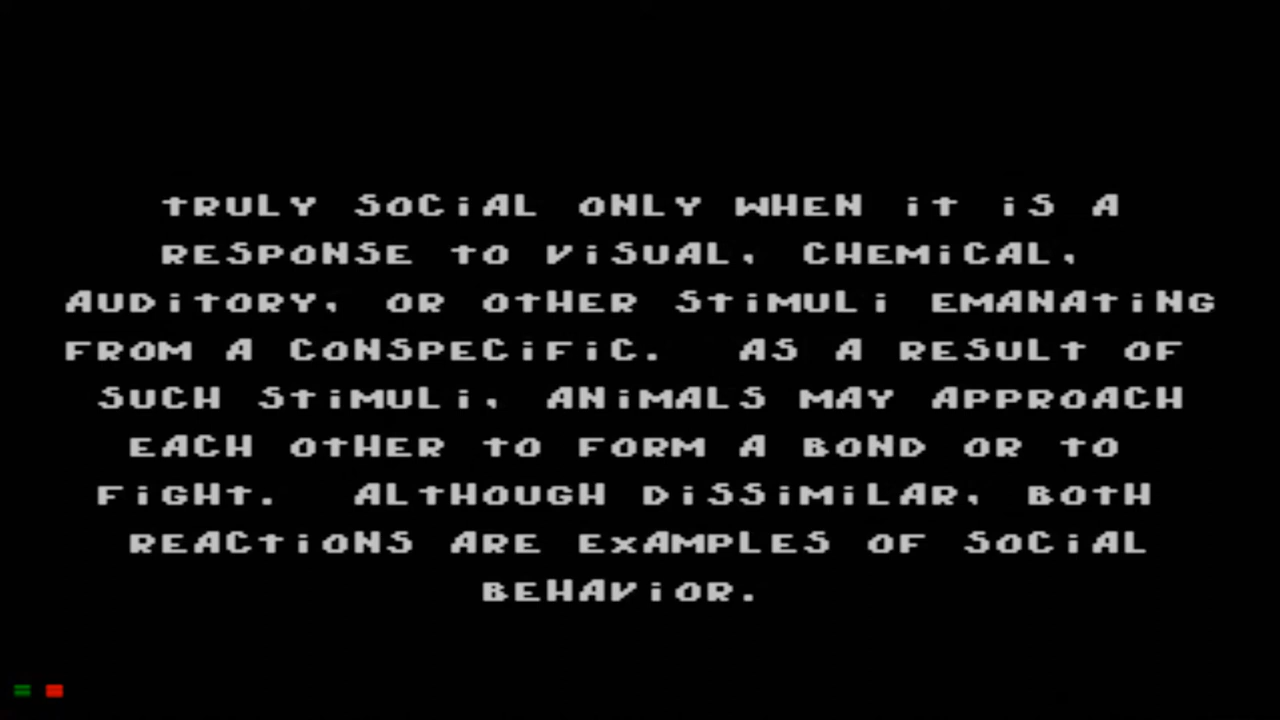 TRULY SOCiAL ONLY WHEN iT iS A
RESPONSE TO ViSUAL, CHEMiCAL,
AUDiTORY, OR OTHER STiMULi EMANATiNG
FROM A CONSPECiFiC. AS A RESULT OF
SUCH STiMULi, ANiMALS MAY APPROACH
EACH OTHER TO FORM A BOND OR TO
FiGHT. ALTHOUGH DiSSiMiLAR, BOTH
REACTiONS ARE EXAMPLES OF SOCiAL
BEHAViOR.